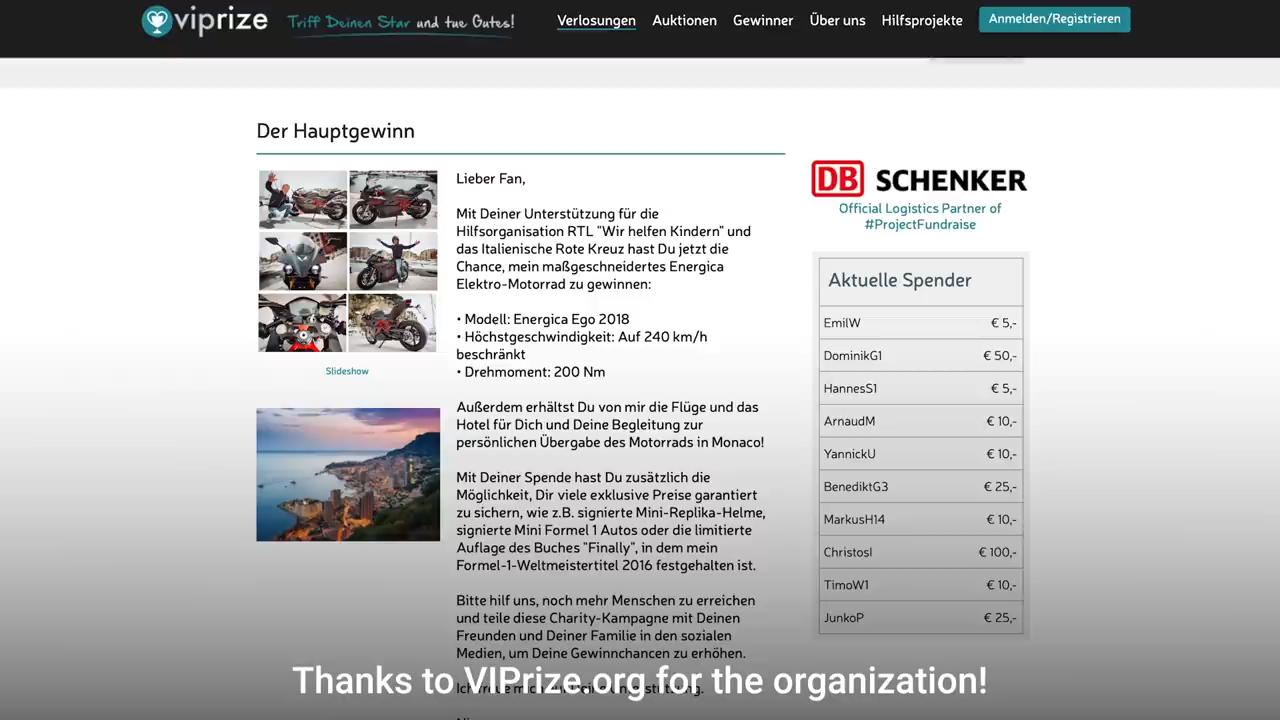 viprize
Triff Deinen Star und tue Gutes!
Verlosungen
Auktionen
Gewinner
Über uns
Hilfsprojekte
Anmelden/Registrieren
Der Hauptgewinn
Slideshow
Lieber Fan,
Mit Deiner Unterstützung für die
Hilfsorganisation RTL "Wir helfen Kindern" und
das Italienische Rote Kreuz hast Du jetzt die
Chance, mein maßgeschneidertes Energica
Elektro-Motorrad zu gewinnen:
• Modell: Energica Ego 2018
• Höchstgeschwindigkeit: Auf 240 km/h
beschränkt
• Drehmoment: 200 Nm
Außerdem erhältst Du von mir die Flüge und das
Hotel für Dich und Deine Begleitung zur
persönlichen Übergabe des Motorrads in Monaco!
Mit Deiner Spende hast Du zusätzlich die
Möglichkeit, Dir viele exklusive Preise garantiert
zu sichern, wie z.B. signierte Mini-Replika-Helme,
signierte Mini Formel 1 Autos oder die limitierte
Auflage des Buches "Finally", in dem mein
Formel-1-Weltmeistertitel 2016 festgehalten ist.
Bitte hilf uns, noch mehr Menschen zu erreichen
und teile diese Charity-Kampagne mit Deinen
Freunden und Deiner Familie in den sozialen
Medien, um Deine Gewinnchancen zu erhöhen.
DB SCHENKER
Official Logistics Partner of
#ProjectFundraise
Aktuelle Spender
EmilW € 5,-
DominikG1 € 50,-
HannesS1 € 5,-
ArnaudM € 10,-
YannickU € 10,-
BenediktG3 € 25,-
MarkusH14 € 10,-
ChristosI € 100,-
TimoW1 € 10,-
JunkoP € 25,-
Thanks to VIPrize.org for the organization!